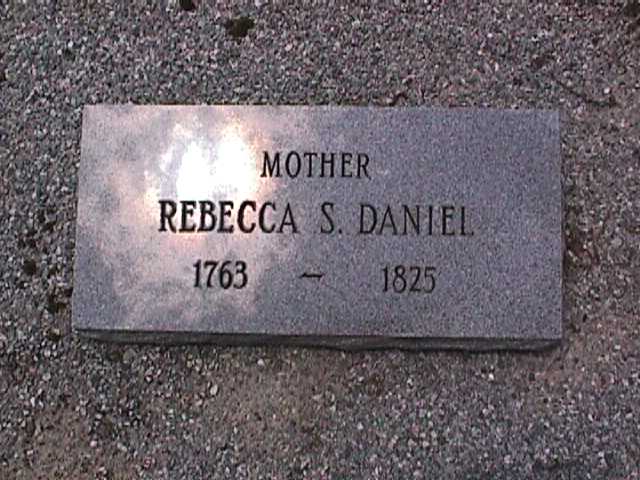 MOTHER
REBECCA S. DANIEL
1763 – 1825